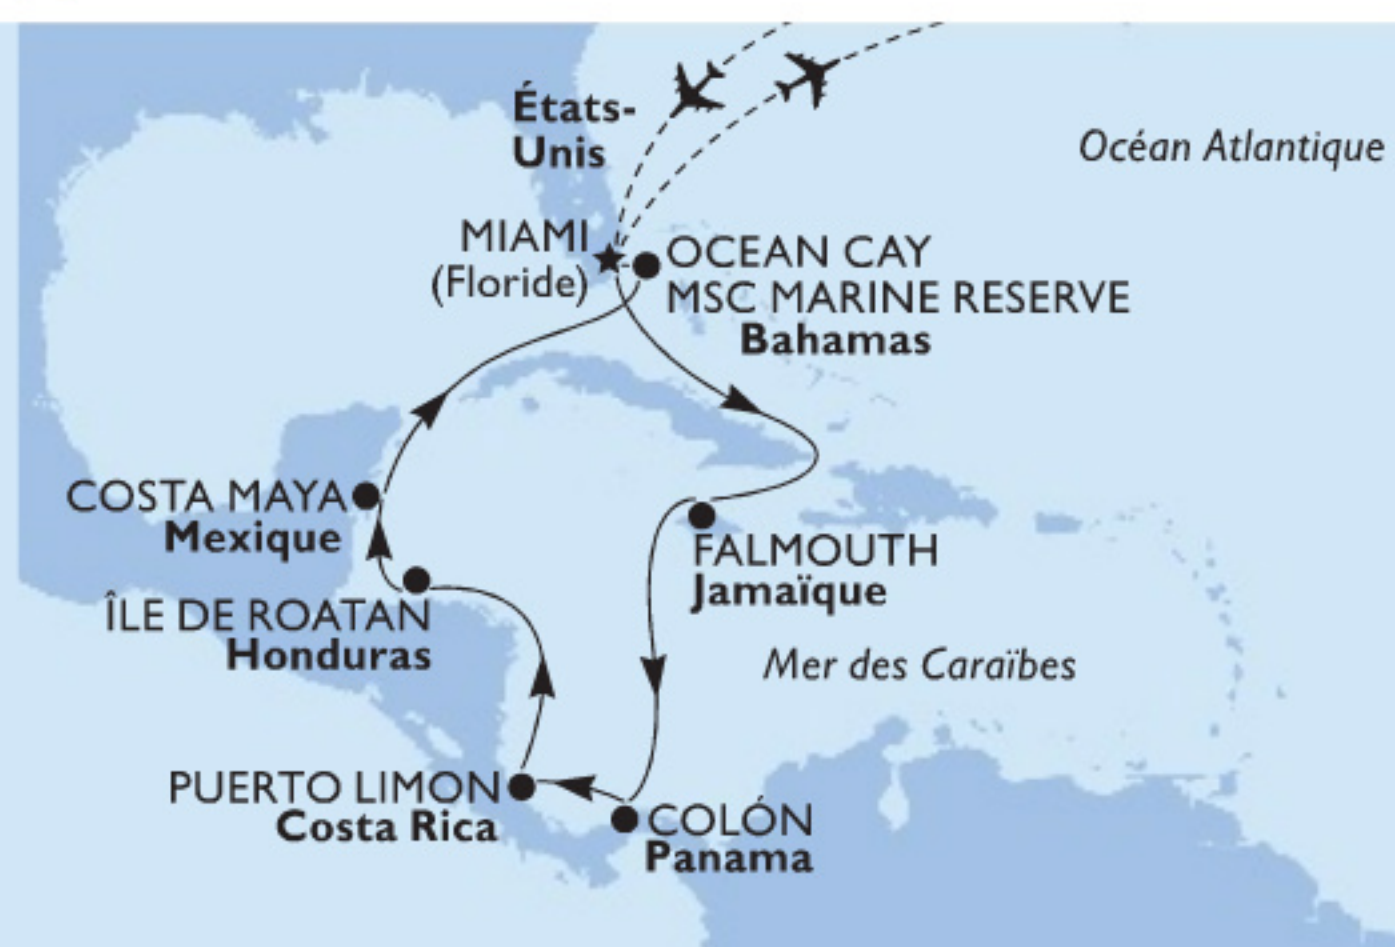 États-
Unis
Océan Atlantique
MIAMI
(Floride)
OCEAN CAY
MSC MARINE RESERVE
Bahamas
COSTA MAYA
Mexique
FALMOUTH
Jamaïque
ÎLE DE ROATAN
Honduras
Mer des Caraïbes
PUERTO LIMON
Costa Rica
COLÓN
Panama